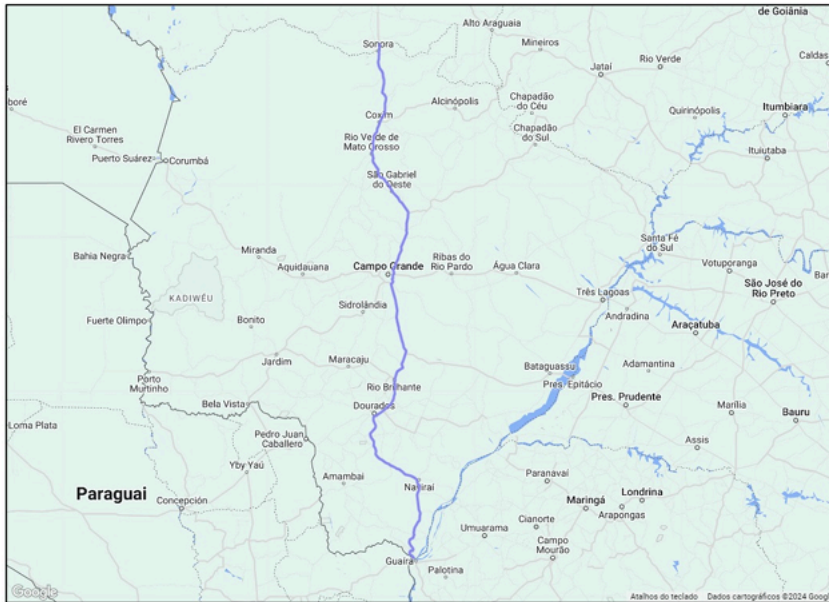 de Goiânia
Alto Araguaia
Sonora
Mineiros
Jataí
Rio Verde
Caldas
boré
Coxim
Alcinópolis
Chapadão
do Céu
Quirinópolis
Itumbiara
El Carmen
Rivero Torres
Rio Verde de
Mato Grosso
Chapadão
do Sul
Ituiutaba
Puerto Suárez
Corumbá
São Gabriel
do Oeste
Bahia Negra
Miranda
Aquidauana
Campo Grande
Ribas do
Rio Pardo
Água Clara
Santa Fé
do Sul
Votuporanga
São José do
Rio Preto
KADIWÉU
Três Lagoas
Andradina
Fuerte Olimpo
Bonito
Sidrolândia
Araçatuba
Jardim
Maracaju
Bataguassu
Adamantina
Porto
Murtinho
Rio Brilhante
Pres. Epitácio
Bela Vista
Dourados
Pres. Prudente
Marília
Bauru
Loma Plata
Pedro Juan
Caballero
Assis
Yby Yaú
Amambai
Naviraí
Paranavaí
Paraguai
Concepción
Londrina
Maringá
Arapongas
Umuarama
Cianorte
Campo
Mourão
Guaíra
Palotina
Google
Atalhos do teclado
Dados cartográficos ©2024 Googl